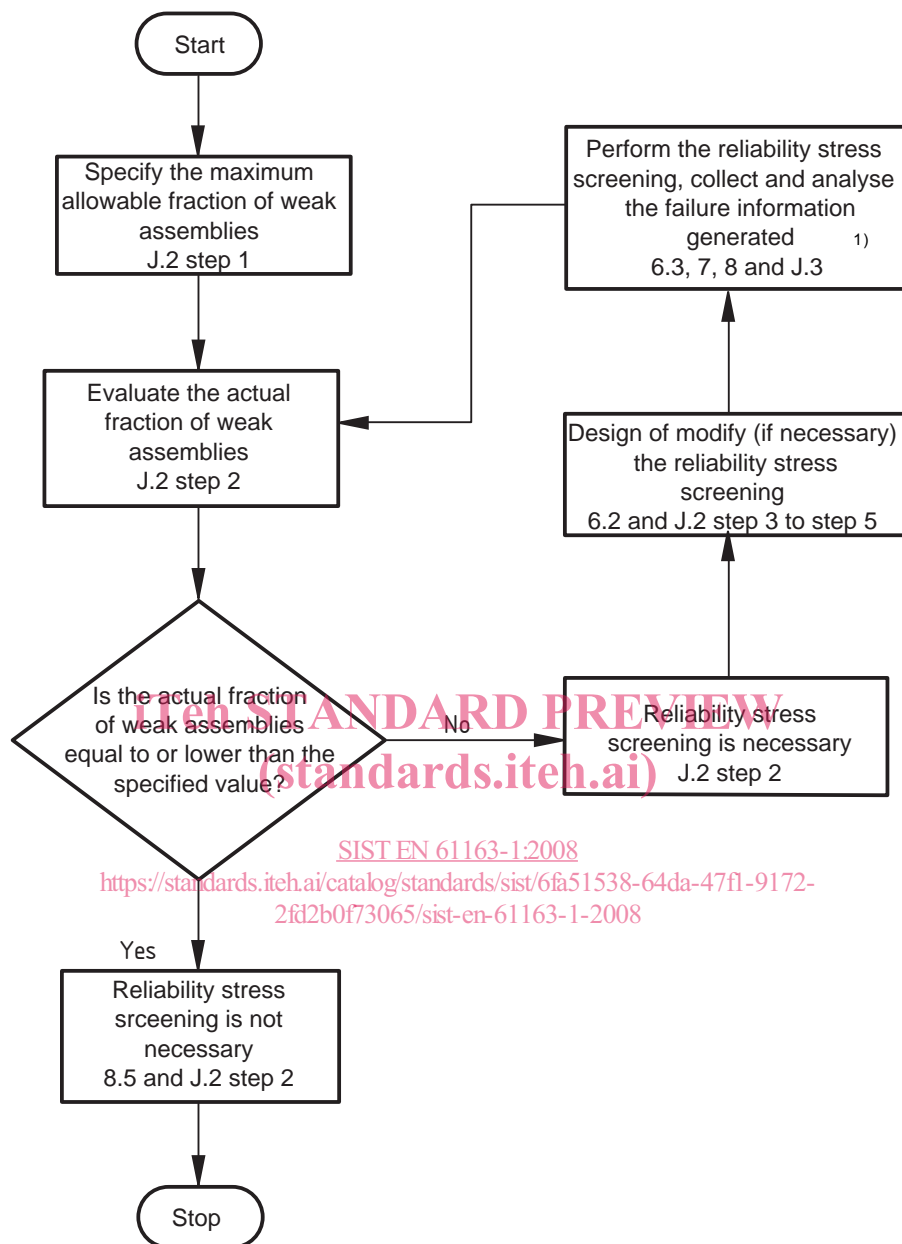 Start
Specify the maximum
allowable fraction of weak
assemblies
J.2 step 1
Evaluate the actual
fraction of weak
assemblies
J.2 step 2
Is the actual fraction
of weak assemblies
equal to or lower than the
specified value?
No
Reliability stress
screening is necessary
J.2 step 2
Design of modify (if necessary)
the reliability stress
screening
6.2 and J.2 step 3 to step 5
Perform the reliability stress
screening, collect and analyse
the failure information
generated 1)
6.3, 7, 8 and J.3
Yes
Reliability stress
srceening is not
necessary
8.5 and J.2 step 2
Stop
iTeh STANDARD PREVIEW
(standards.iteh.ai)
SIST EN 61163-1:2008
https://standards.iteh.ai/catalog/standards/sist/6fa51538-64da-47f1-9172-
2fd2b0f73065/sist-en-61163-1-2008